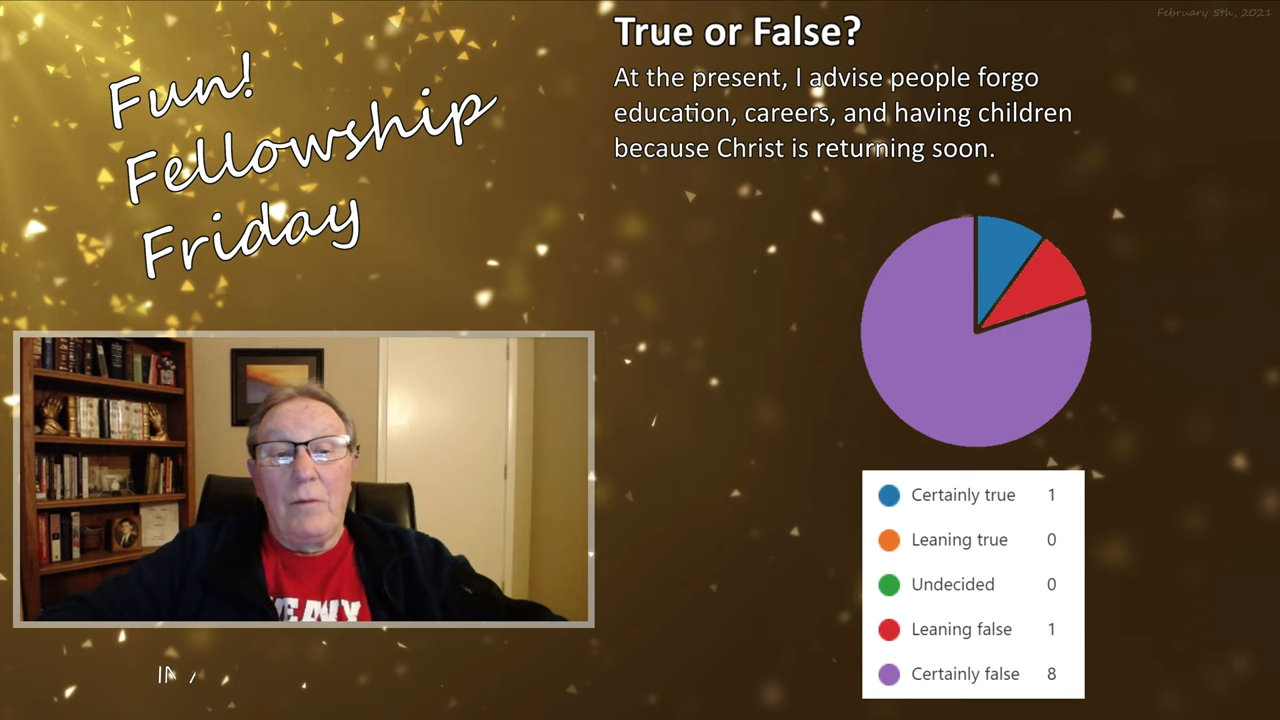 Fun!
Fellowship
Friday
February 5th, 2021
True or False?
At the present, I advise people forgo
education, careers, and having children
because Christ is returning soon.
Certainly true 1
Leaning true 0
Undecided 0
Leaning false 1
Certainly false 8